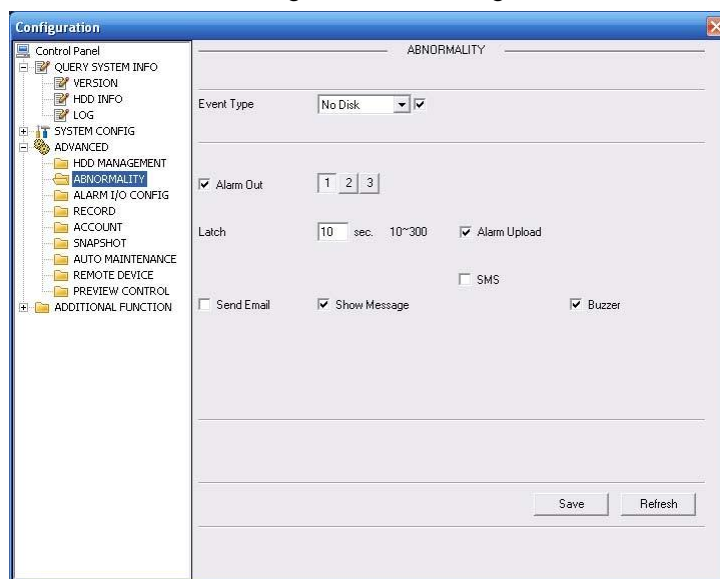 Configuration
Control Panel
QUERY SYSTEM INFO
VERSION
HDD INFO
LOG
SYSTEM CONFIG
ADVANCED
HDD MANAGEMENT
ABNORMALITY
ALARM I/O CONFIG
RECORD
ACCOUNT
SNAPSHOT
AUTO MAINTENANCE
REMOTE DEVICE
PREVIEW CONTROL
ADDITIONAL FUNCTION
ABNORMALITY
Event Type No Disk
Alarm Out 1 2 3
Latch 10 sec. 10~300 Alarm Upload
SMS
Send Email Show Message Buzzer
Save Refresh